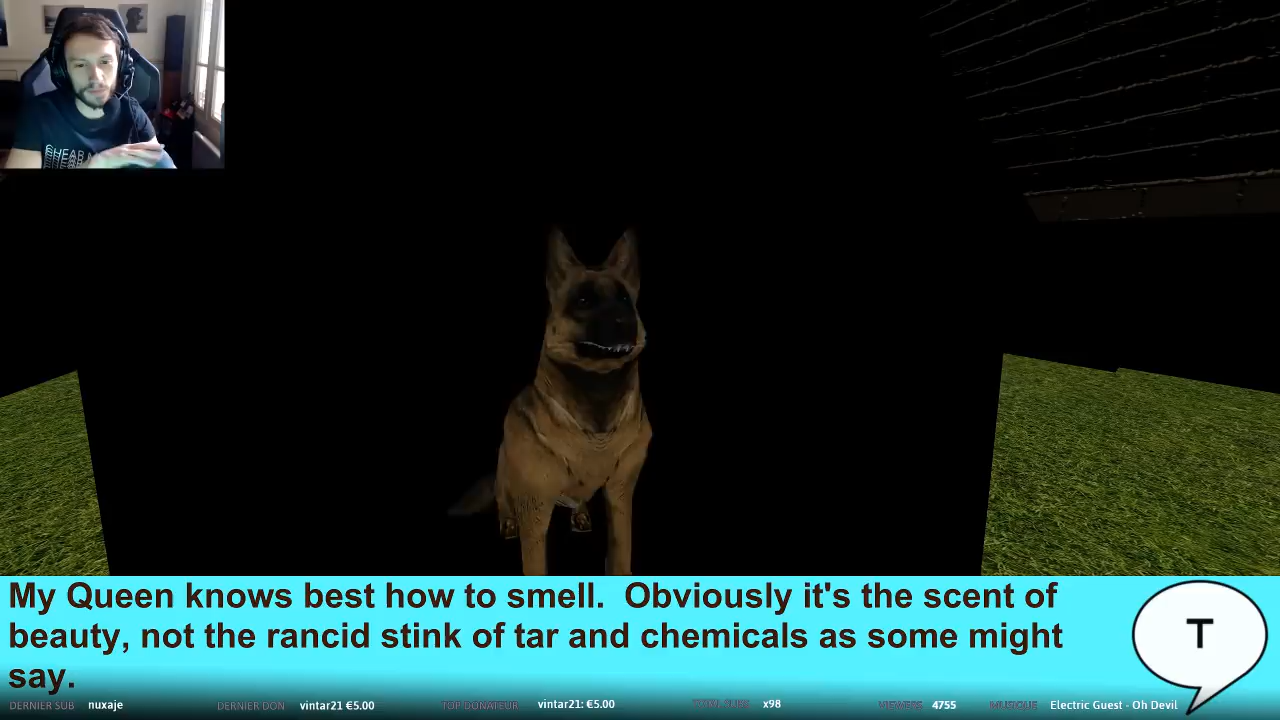 SHEAR
My Queen knows best how to smell.  Obviously it's the scent of
beauty, not the rancid stink of tar and chemicals as some might
say.
T
DERNIER SUB nuxaje DERNIER DON vintar21 €5.00 TOP DONATEUR vintar21: €5.00 x98 VIEWERS 4755 MUSIQUE Electric Guest - Oh Devil